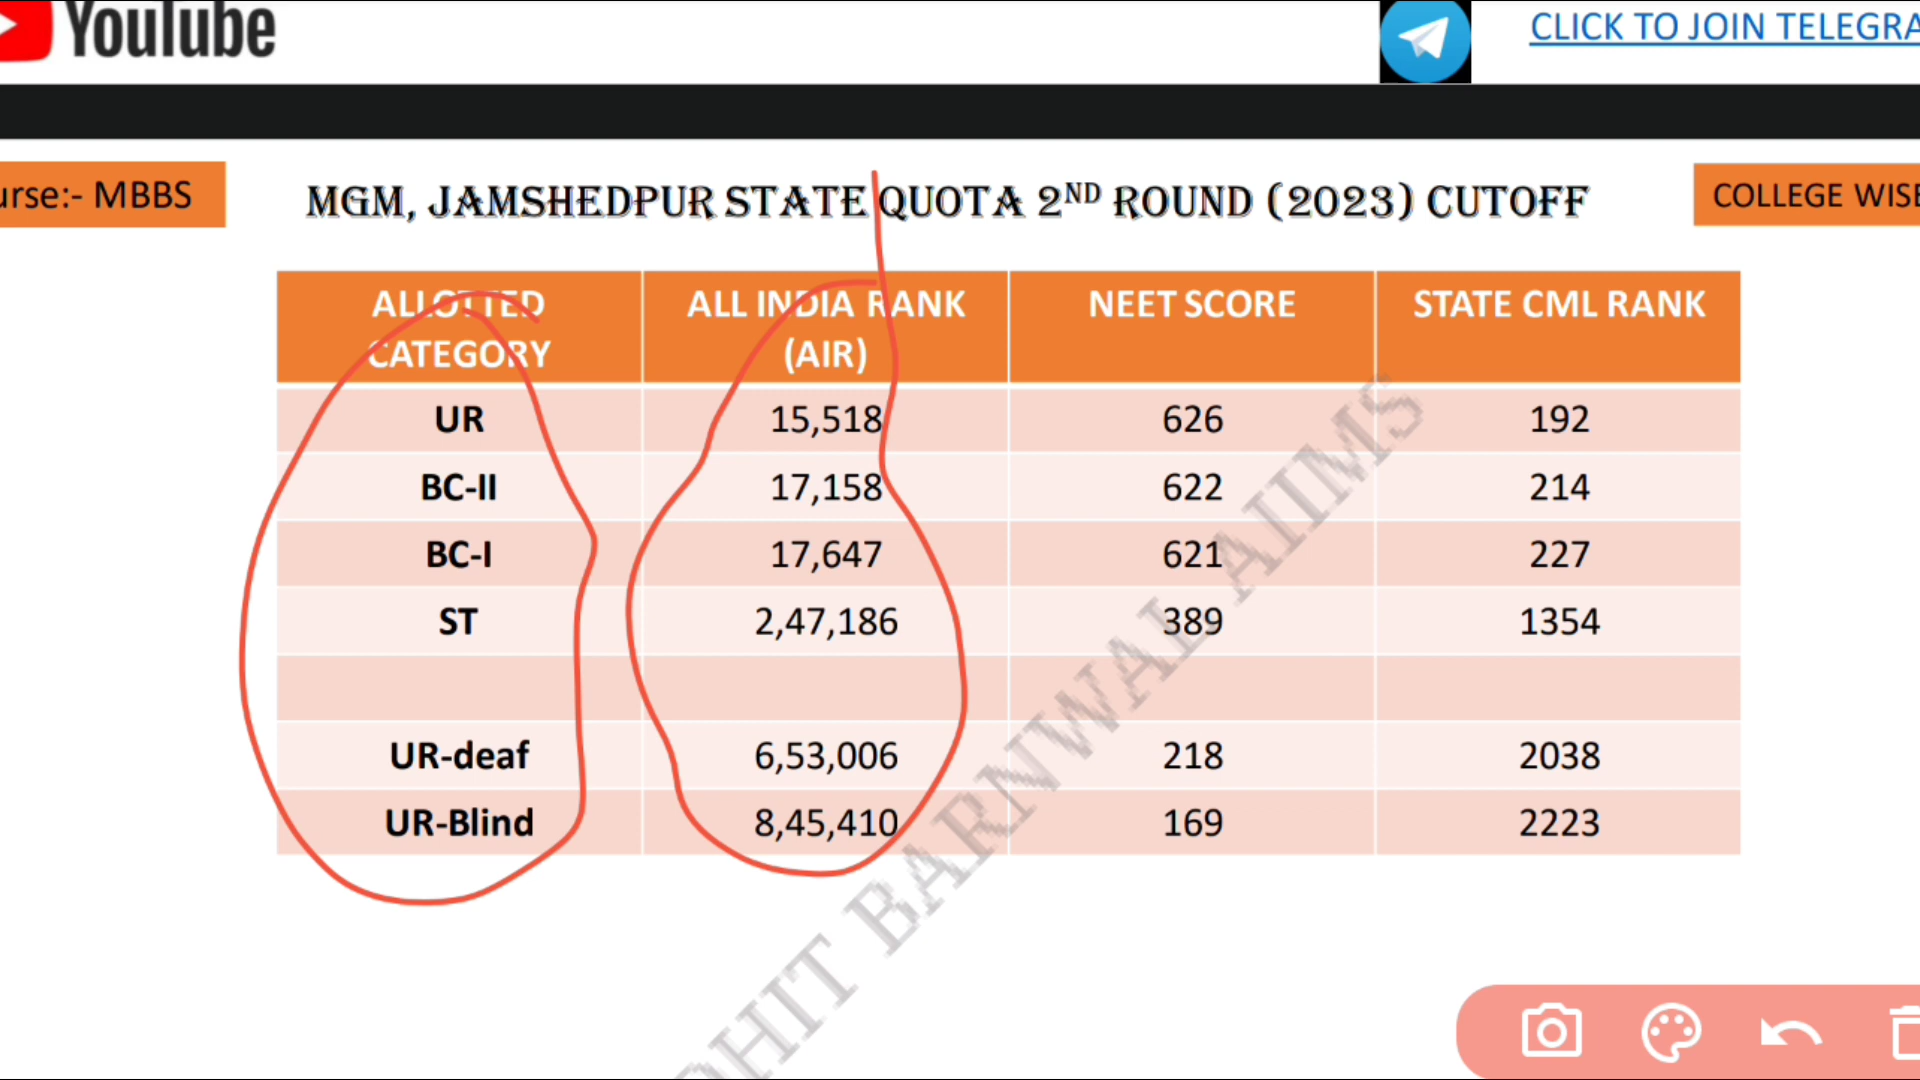 YouTube
CLICK TO JOIN TELEGRA
urse:- MBBS
MGM, JAMSHEDPUR STATE QUOTA 2ND ROUND (2023) CUTOFF
COLLEGE WISE
ALLOTTED CATEGORY ALL INDIA RANK (AIR) NEET SCORE STATE CML RANK
UR 15,518 626 192
BC-II 17,158 622 214
BC-I 17,647 621 227
ST 2,47,186 389 1354
UR-deaf 6,53,006 218 2038
UR-Blind 8,45,410 169 2223
OHIT BARNWAL AIIMS